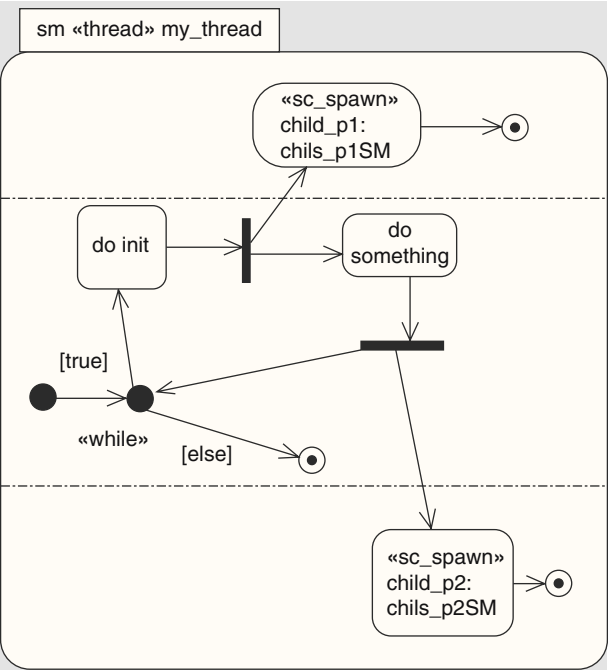 sm «thread» my_thread
«sc_spawn»
child_p1:
chils_p1SM
do init
do
something
[true]
«while»
[else]
«sc_spawn»
child_p2:
chils_p2SM